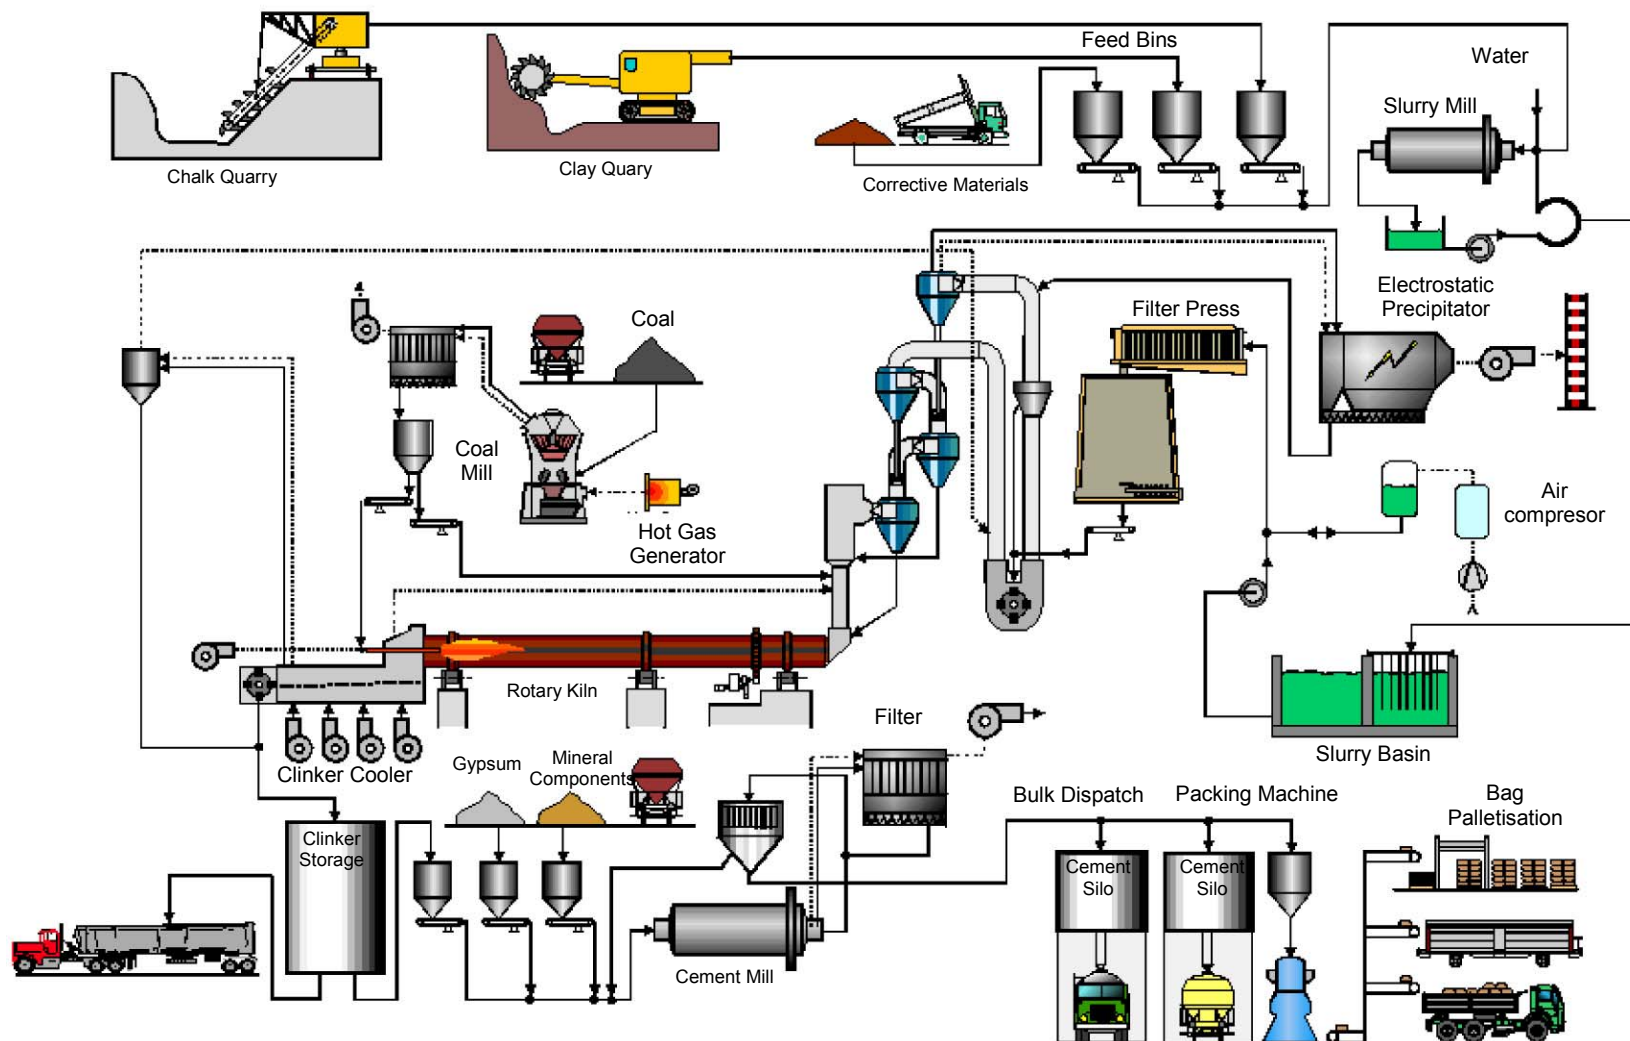 Feed Bins
Water
Slurry Mill
Chalk Quarry
Clay Quary
Corrective Materials
Electrostatic
Precipitator
Filter Press
Coal
Coal
Mill
Hot Gas
Generator
Air
compresor
Rotary Kiln
Filter
Slurry Basin
Clinker Cooler
Gypsum
Mineral
Components
Bulk Dispatch
Packing Machine
Bag
Palletisation
Clinker
Storage
Cement
Silo
Cement
Silo
Cement Mill